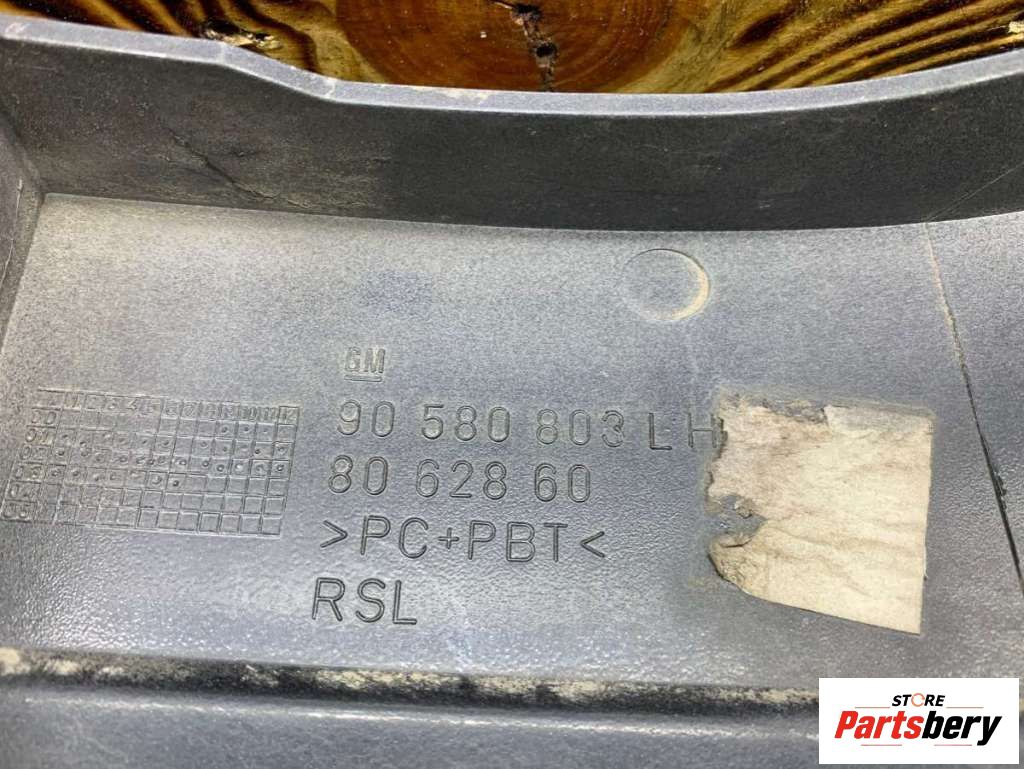 GM
90 580 803 LH
80 628 60
>PC+PBT<
RSL
STORE
Partsbery